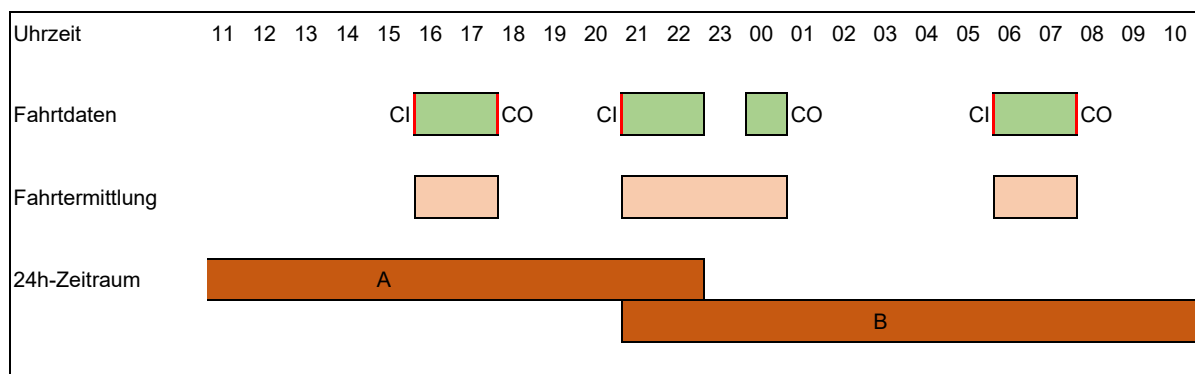 Uhrzeit 11 12 13 14 15 16 17 18 19 20 21 22 23 00 01 02 03 04 05 06 07 08 09 10
Fahrtdaten CI CO CI CO CI CO
Fahrtermittlung
24h-Zeitraum A
B